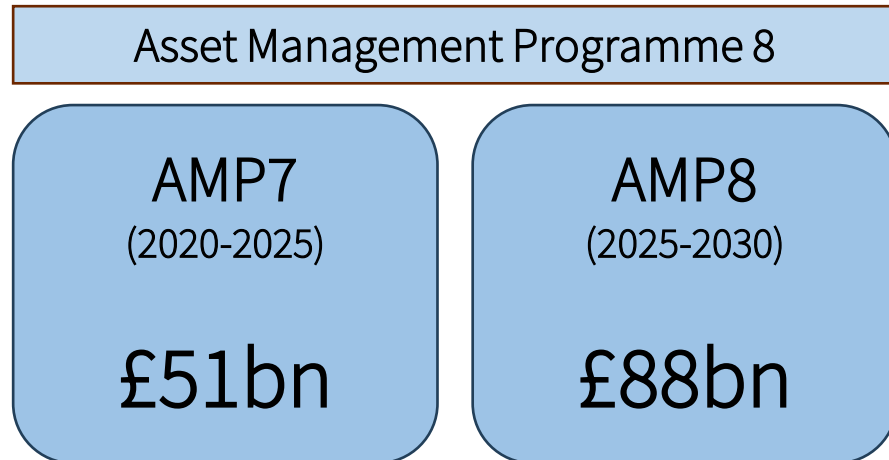 Asset Management Programme 8
AMP7
(2020-2025)
£51bn
AMP8
(2025-2030)
£88bn